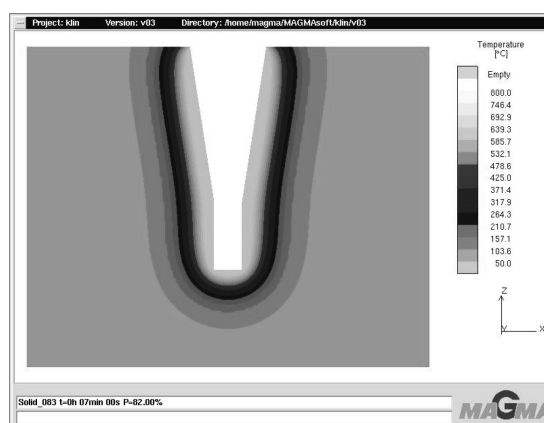 Project: klin Version: v03 Directory: /home/magma/MAGMAsoft/klin/v03
Temperature
[°C]
Empty
800.0
746.4
692.9
639.3
585.7
532.1
478.6
425.0
371.4
317.9
264.3
210.7
157.1
103.6
50.0
Z
Y X
Solid_083 t=0h 07min 00s P=82.00%
MAGMA